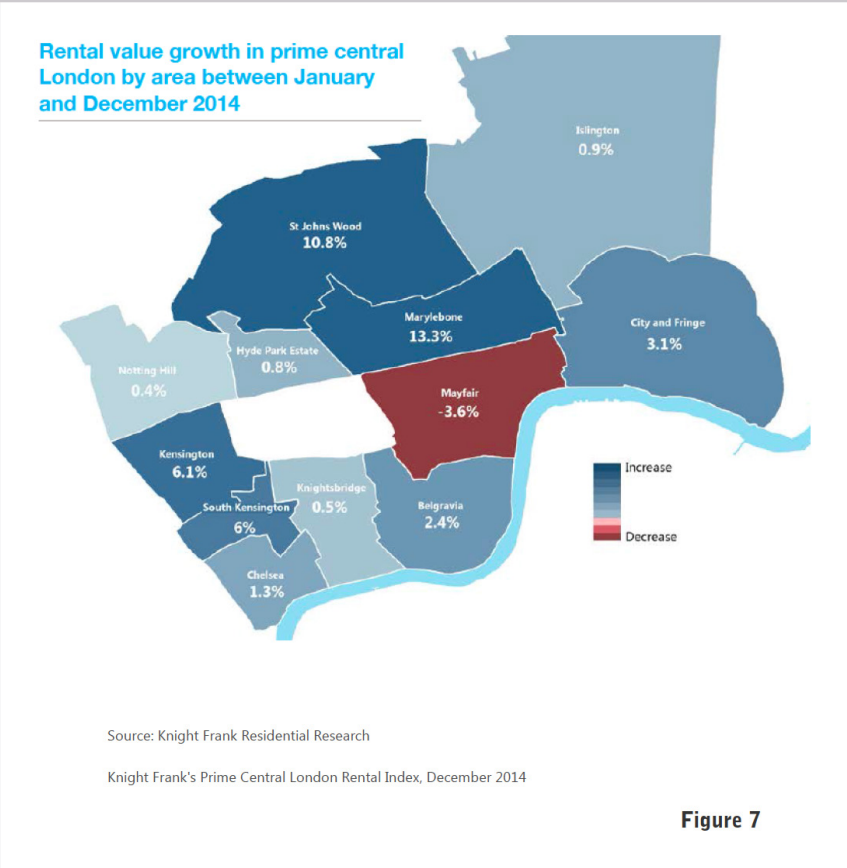 Rental value growth in prime central
London by area between January
and December 2014
Islington
0.9%
St Johns Wood
10.8%
Marylebone
13.3%
City and Fringe
3.1%
Hyde Park Estate
0.8%
Notting Hill
0.4%
Mayfair
-3.6%
Kensington
6.1%
Knightsbridge
0.5%
South Kensington
6%
Belgravia
2.4%
Chelsea
1.3%
Increase
Decrease
Source: Knight Frank Residential Research
Knight Frank's Prime Central London Rental Index, December 2014
Figure 7